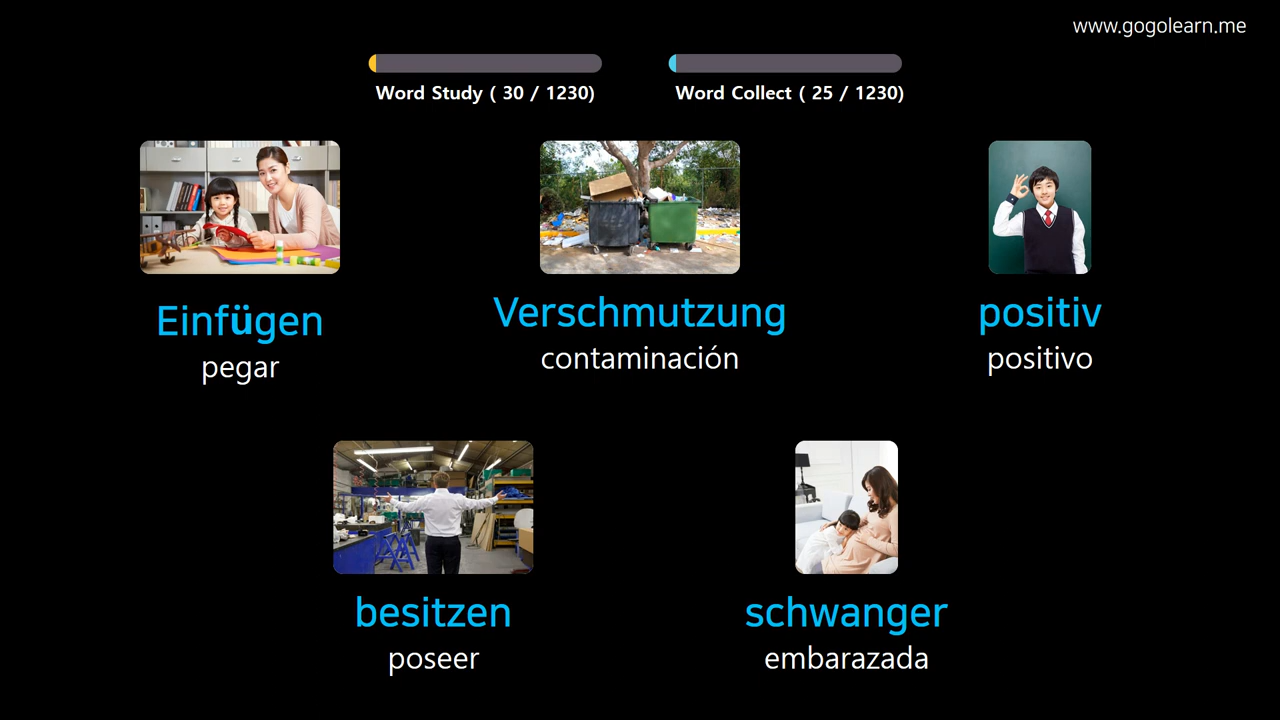 www.gogolearn.me
Word Study ( 30 / 1230)
Word Collect ( 25 / 1230)
Einfügen
pegar
Verschmutzung
contaminación
positiv
positivo
besitzen
poseer
schwanger
embarazada